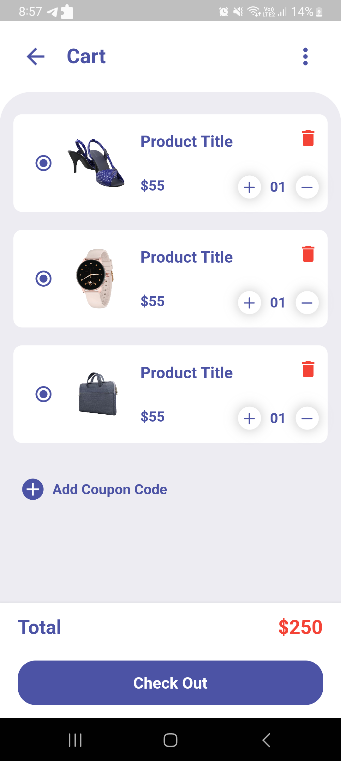 8:57
14%
Cart
Product Title
$55
01
Product Title
$55
01
Product Title
$55
01
Add Coupon Code
Total
$250
Check Out